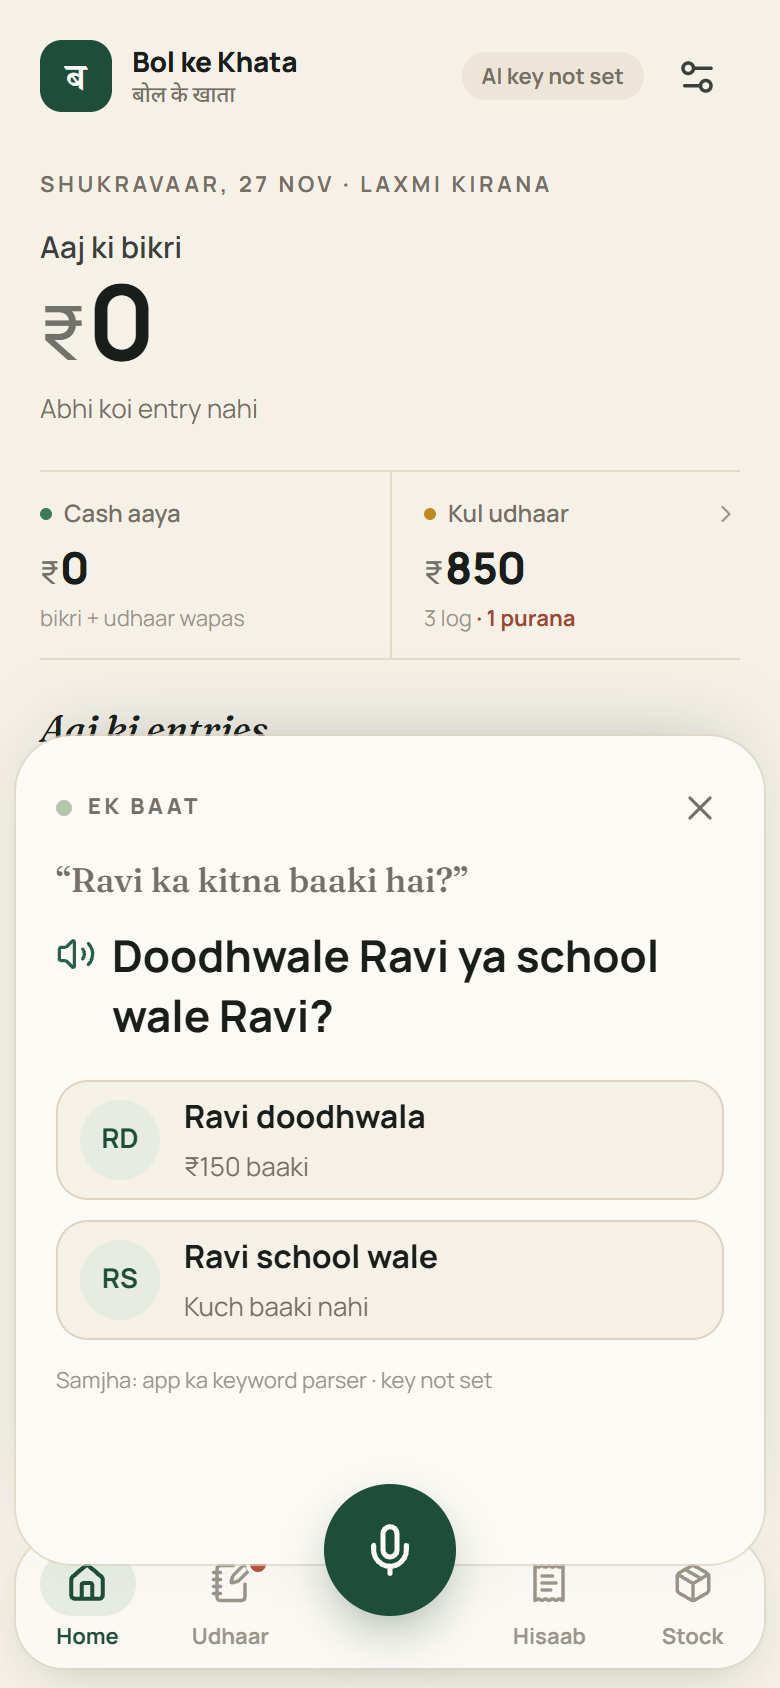 ब
Bol ke Khata
बोल के खाता
AI key not set
SHUKRAVAAR, 27 NOV · LAXMI KIRANA
Aaj ki bikri
₹0
Abhi koi entry nahi
Cash aaya
₹0
bikri + udhaar wapas
Kul udhaar
₹850
3 log · 1 purana
Aaj ki entries
EK BAAT
“Ravi ka kitna baaki hai?”
Doodhwale Ravi ya school
wale Ravi?
RD
Ravi doodhwala
₹150 baaki
RS
Ravi school wale
Kuch baaki nahi
Samjha: app ka keyword parser · key not set
Home
Udhaar
Hisaab
Stock